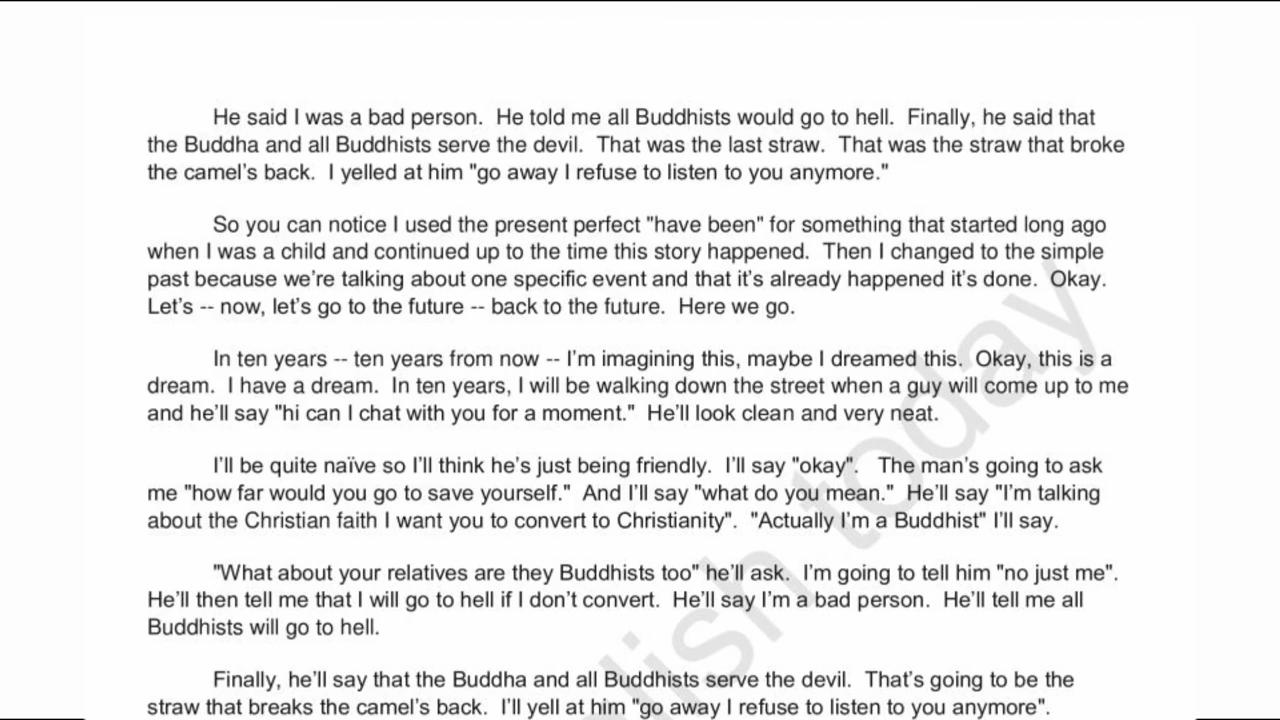 He said I was a bad person.  He told me all Buddhists would go to hell.  Finally, he said that
the Buddha and all Buddhists serve the devil.  That was the last straw.  That was the straw that broke
the camel's back.  I yelled at him "go away I refuse to listen to you anymore."
So you can notice I used the present perfect "have been" for something that started long ago
when I was a child and continued up to the time this story happened.  Then I changed to the simple
past because we're talking about one specific event and that it's already happened it's done.  Okay.
Let's -- now, let's go to the future -- back to the future.  Here we go.
In ten years -- ten years from now -- I'm imagining this, maybe I dreamed this.  Okay, this is a
dream.  I have a dream.  In ten years, I will be walking down the street when a guy will come up to me
and he'll say "hi can I chat with you for a moment."  He'll look clean and very neat.
I'll be quite naïve so I'll think he's just being friendly.  I'll say "okay".   The man's going to ask
me "how far would you go to save yourself."  And I'll say "what do you mean."  He'll say "I'm talking
about the Christian faith I want you to convert to Christianity".  "Actually I'm a Buddhist" I'll say.
"What about your relatives are they Buddhists too" he'll ask.  I'm going to tell him "no just me".
He'll then tell me that I will go to hell if I don't convert.  He'll say I'm a bad person.  He'll tell me all
Buddhists will go to hell.
Finally, he'll say that the Buddha and all Buddhists serve the devil.  That's going to be the
straw that breaks the camel's back.  I'll yell at him "go away I refuse to listen to you anymore".
lish today